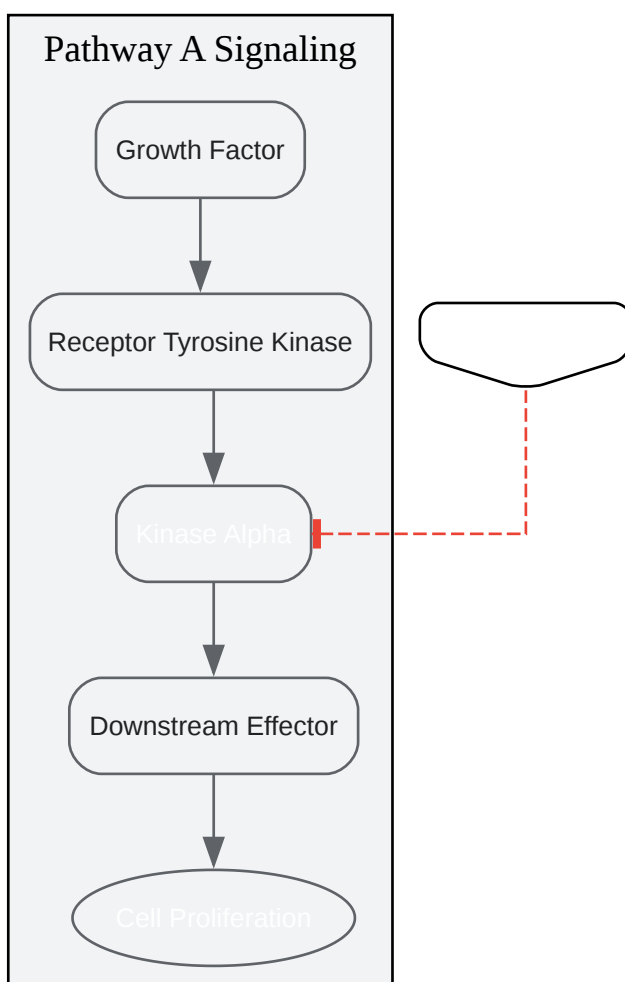 Pathway A Signaling
Growth Factor
Receptor Tyrosine Kinase
Kinase Alpha
Downstream Effector
Cell Proliferation